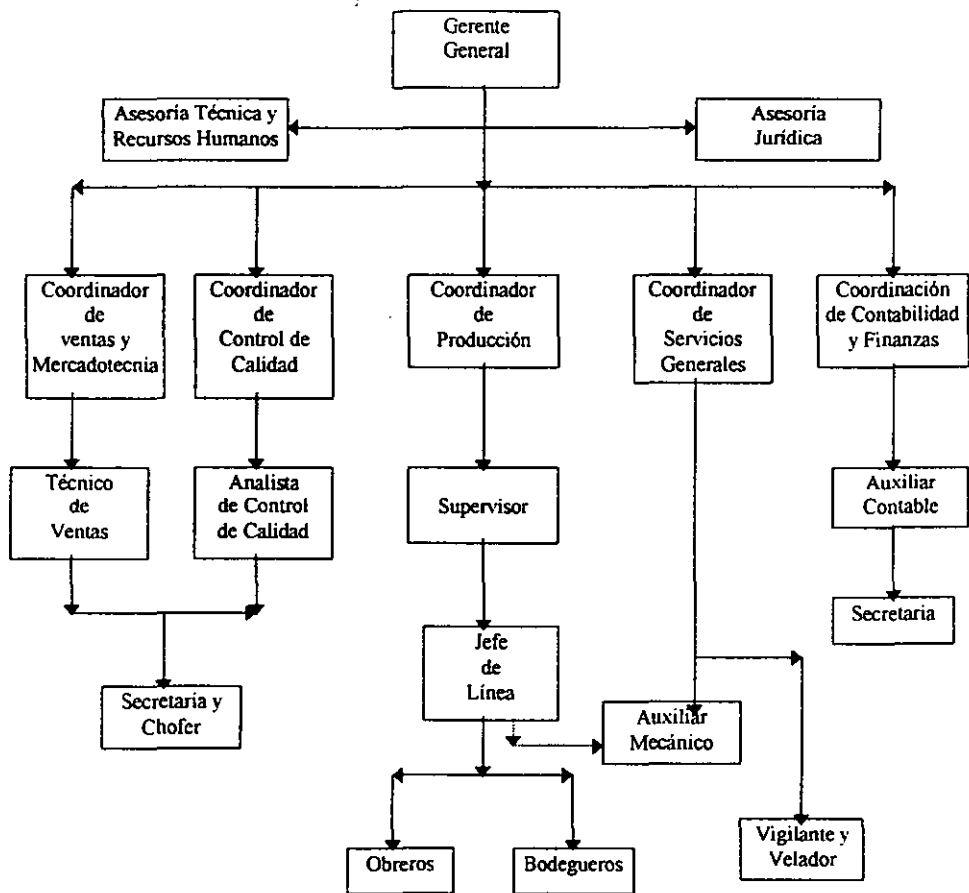 Gerente
General
Asesoría Técnica y
Recursos Humanos
Asesoría
Jurídica
Coordinador
de
ventas y
Mercadotecnia
Coordinador
de
Control de
Calidad
Coordinador
de
Producción
Coordinador
de
Servicios
Generales
Coordinación
de Contabilidad
y Finanzas
Técnico
de
Ventas
Analista
de Control
de Calidad
Supervisor
Auxiliar
Contable
Secretaria
Jefe
de
Línea
Secretaria y
Chofer
Auxiliar
Mecánico
Obreros
Bodegueros
Vigilante y
Velador